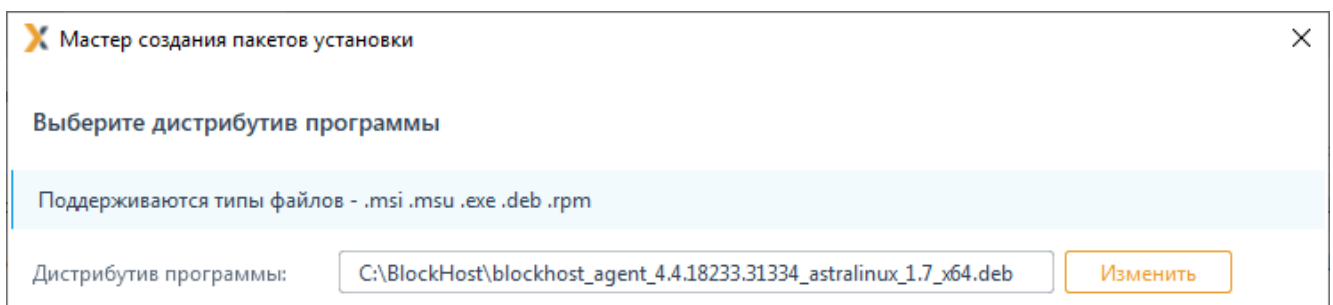 Мастер создания пакетов установки
Выберите дистрибутив программы
Поддерживаются типы файлов - .msi .msu .exe .deb .rpm
Дистрибутив программы: C:\BlockHost\blockhost_agent_4.4.18233.31334_astralinux_1.7_x64.deb Изменить